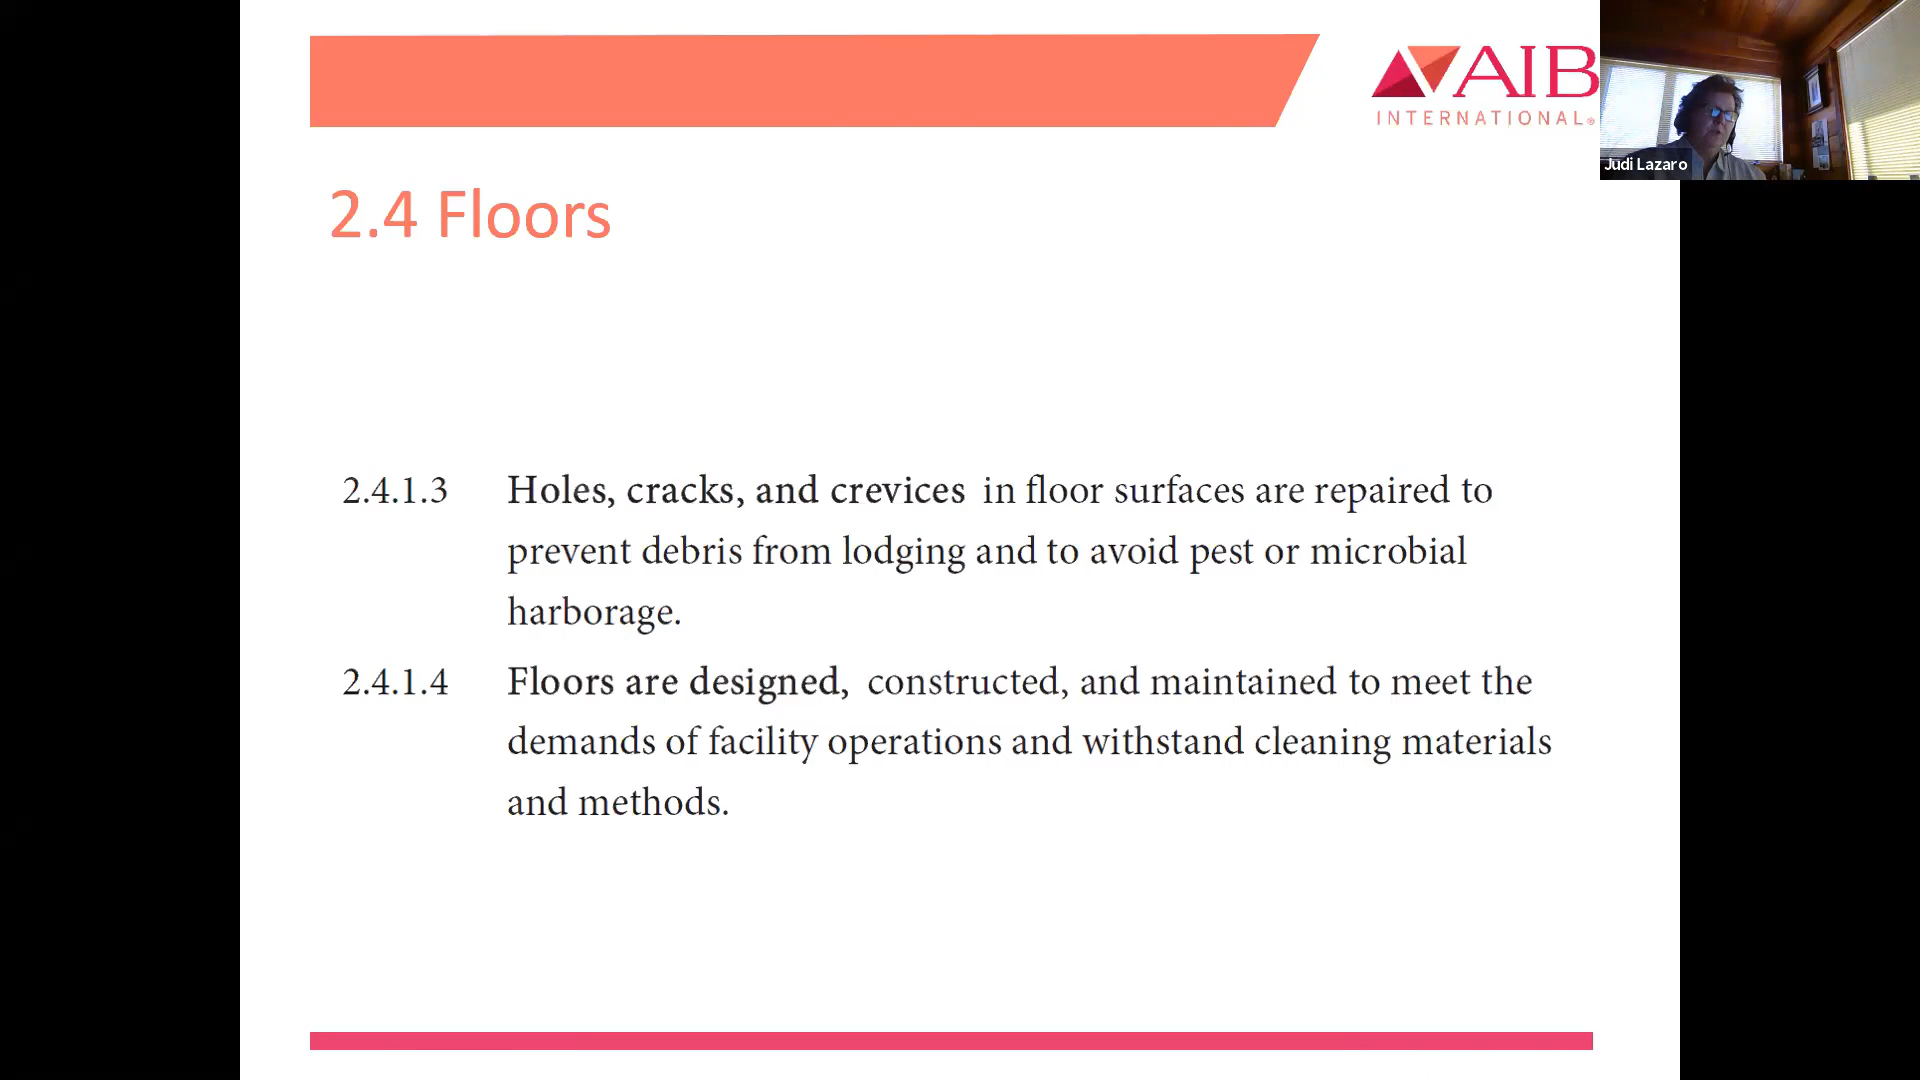 AIB
INTERNATIONAL®
Judi Lazaro
2.4 Floors
2.4.1.3 Holes, cracks, and crevices in floor surfaces are repaired to
prevent debris from lodging and to avoid pest or microbial
harborage.
2.4.1.4 Floors are designed, constructed, and maintained to meet the
demands of facility operations and withstand cleaning materials
and methods.